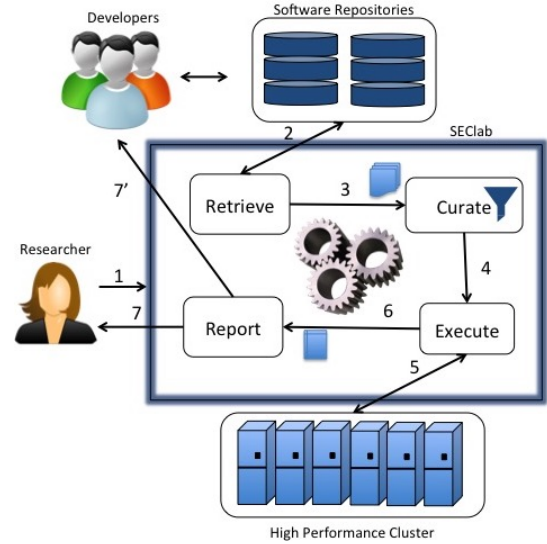 Developers
Software Repositories
2
SEClab
7’
Retrieve
3
Curate
Researcher
1
4
7
Report
6
Execute
5
High Performance Cluster